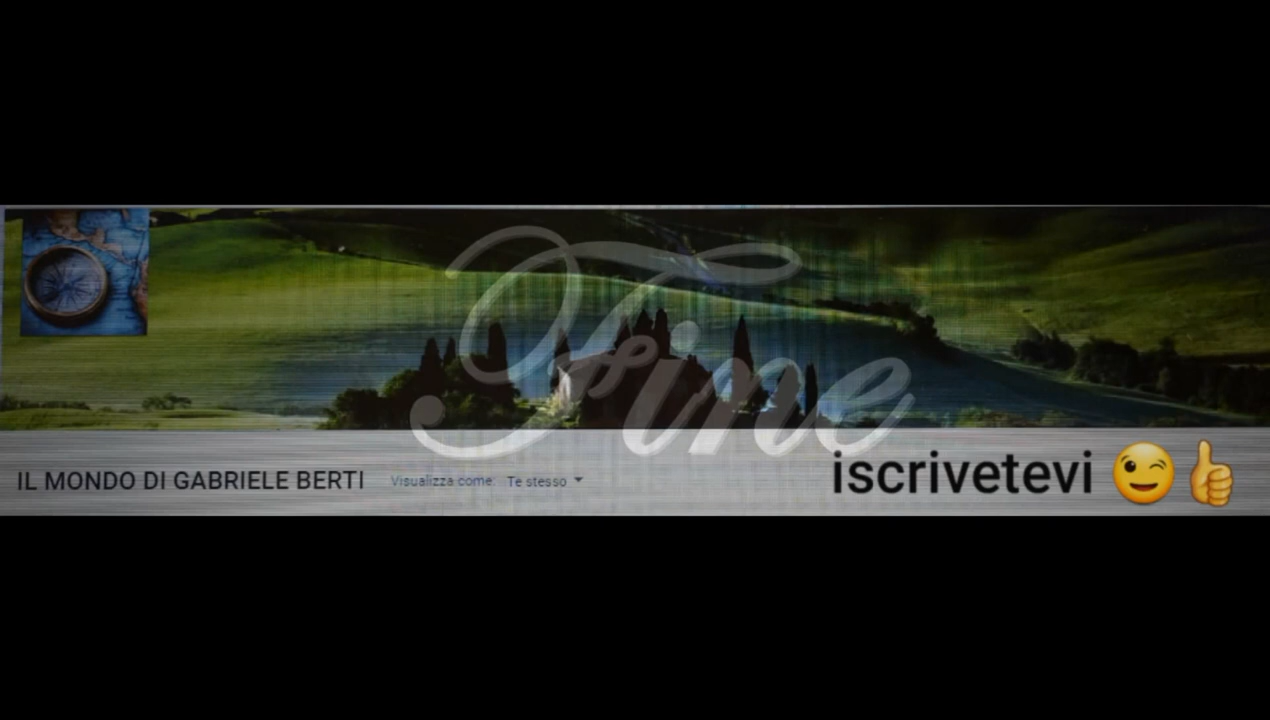 Fine
IL MONDO DI GABRIELE BERTI Visualizza come: Te stesso
iscrivetevi 😉👍